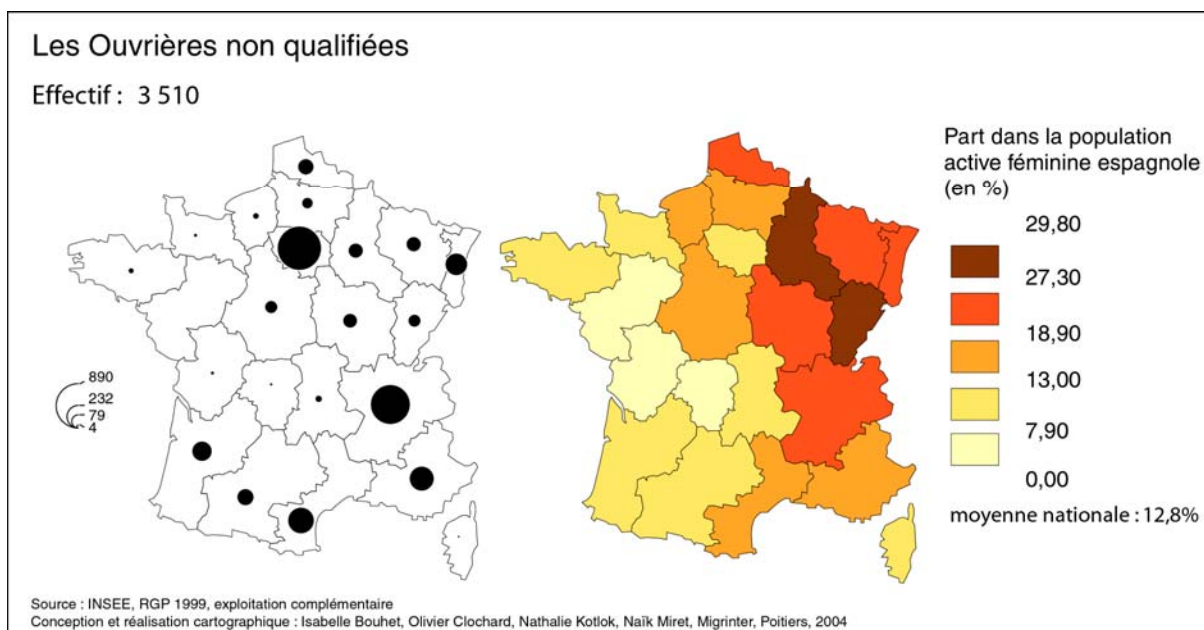 Les Ouvrières non qualifiées
Effectif : 3 510
890
232
79
4
Part dans la population
active féminine espagnole
(en %)
29,80
27,30
18,90
13,00
7,90
0,00
moyenne nationale : 12,8%
Source : INSEE, RGP 1999, exploitation complémentaire
Conception et réalisation cartographique : Isabelle Bouhet, Olivier Clochard, Nathalie Kotlok, Naïk Miret, Migrinter, Poitiers, 2004